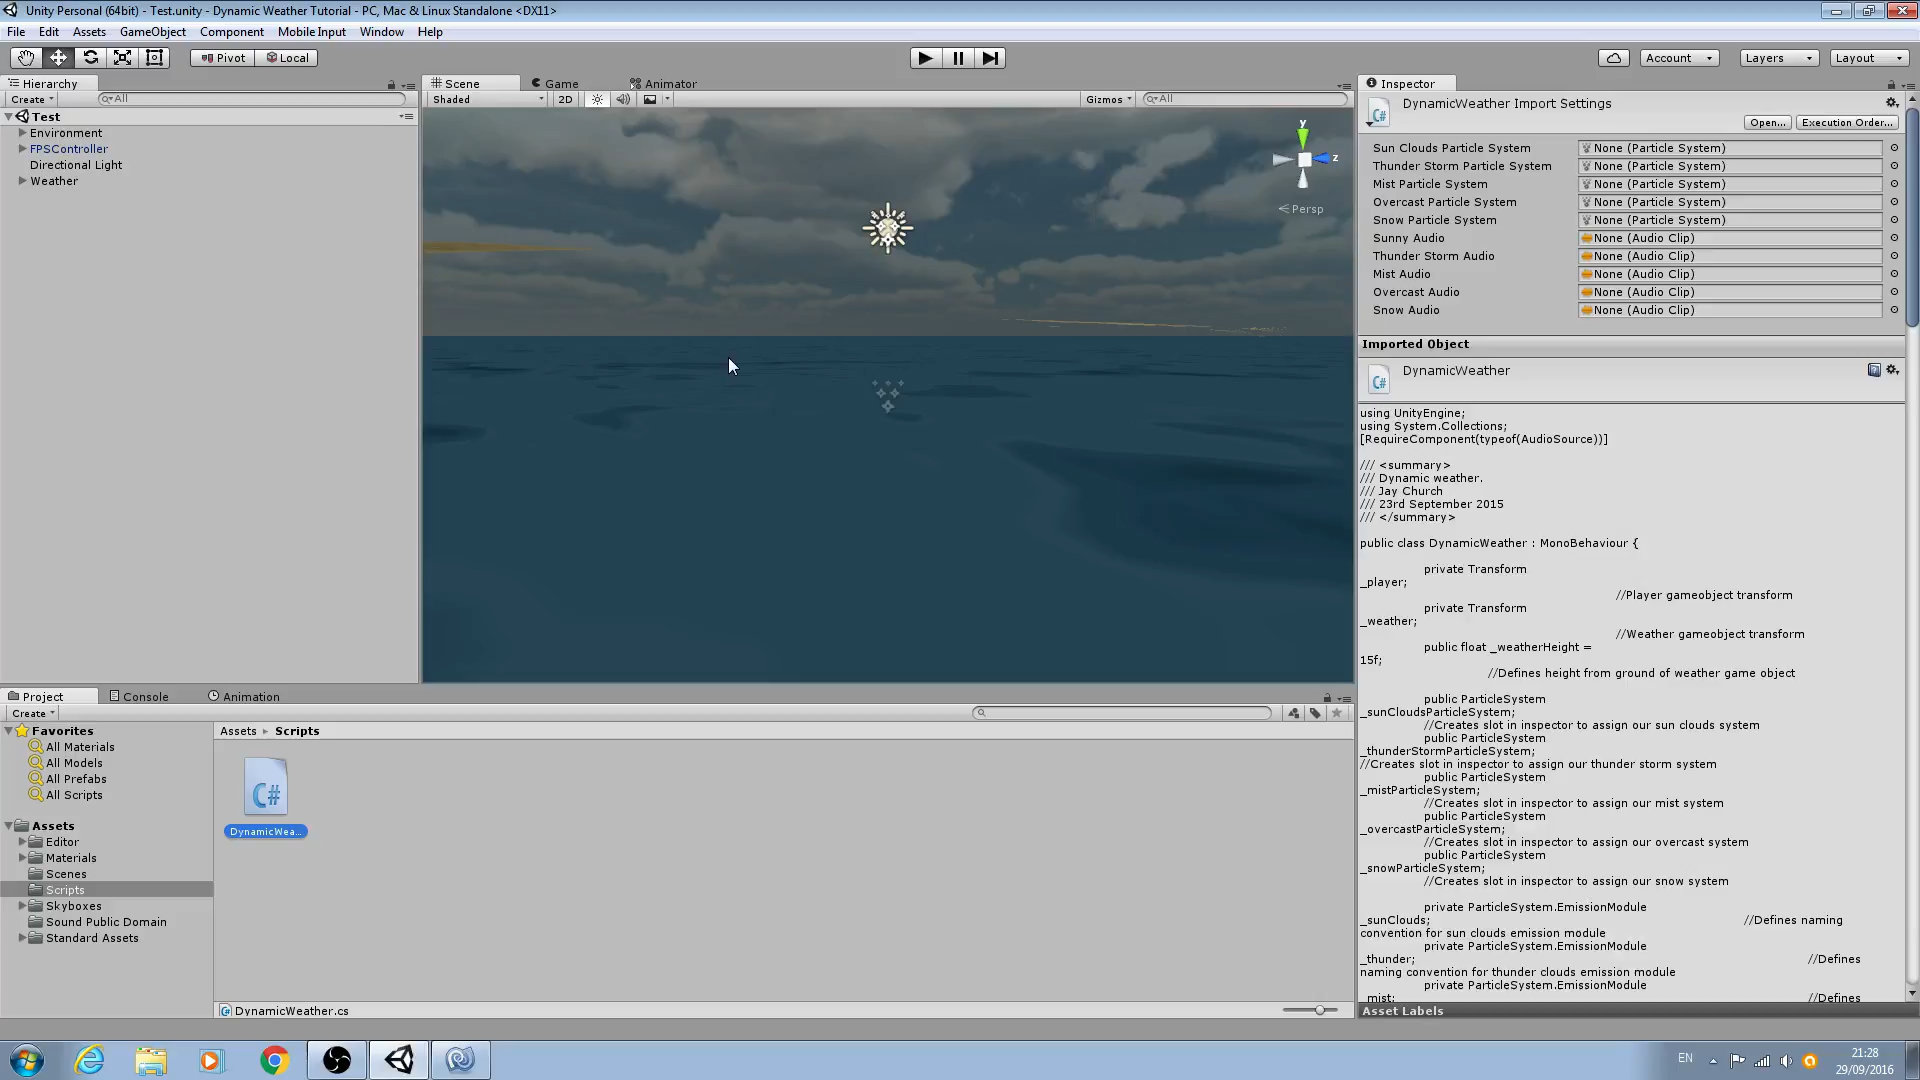 Unity Personal (64bit) - Test.unity - Dynamic Weather Tutorial - PC, Mac & Linux Standalone <DX11>
File Edit Assets GameObject Component Mobile Input Window Help
Pivot Local Account Layers Layout
Hierarchy
Create All
Test
Environment
FPSController
Directional Light
Weather
Scene Game Animator
Shaded 2D Gizmos All
y
z
Persp
Inspector
DynamicWeather Import Settings
Open... Execution Order...
Sun Clouds Particle System None (Particle System)
Thunder Storm Particle System None (Particle System)
Mist Particle System None (Particle System)
Overcast Particle System None (Particle System)
Snow Particle System None (Particle System)
Sunny Audio None (Audio Clip)
Thunder Storm Audio None (Audio Clip)
Mist Audio None (Audio Clip)
Overcast Audio None (Audio Clip)
Snow Audio None (Audio Clip)
Imported Object
C# DynamicWeather
using UnityEngine;
using System.Collections;
[RequireComponent(typeof(AudioSource))]
/// <summary>
/// Dynamic weather.
/// Jay Church
/// 23rd September 2015
/// </summary>
public class DynamicWeather : MonoBehaviour {
private Transform
_player;
//Player gameobject transform
private Transform
_weather;
//Weather gameobject transform
public float _weatherHeight =
15f;
//Defines height from ground of weather game object
public ParticleSystem
_sunCloudsParticleSystem;
//Creates slot in inspector to assign our sun clouds system
public ParticleSystem
_thunderStormParticleSystem;
//Creates slot in inspector to assign our thunder storm system
public ParticleSystem
_mistParticleSystem;
//Creates slot in inspector to assign our mist system
public ParticleSystem
_overcastParticleSystem;
//Creates slot in inspector to assign our overcast system
public ParticleSystem
_snowParticleSystem;
//Creates slot in inspector to assign our snow system
private ParticleSystem.EmissionModule
_sunClouds; //Defines naming
convention for sun clouds emission module
private ParticleSystem.EmissionModule
_thunder; //Defines
naming convention for thunder clouds emission module
private ParticleSystem.EmissionModule
_mist; //Defines
Asset Labels
Project Console Animation
Create
Favorites
All Materials
All Models
All Prefabs
All Scripts
Assets
Editor
Materials
Scenes
Scripts
Skyboxes
Sound Public Domain
Standard Assets
Assets Scripts
C#
DynamicWea...
DynamicWeather.cs
EN 21:28
29/09/2016